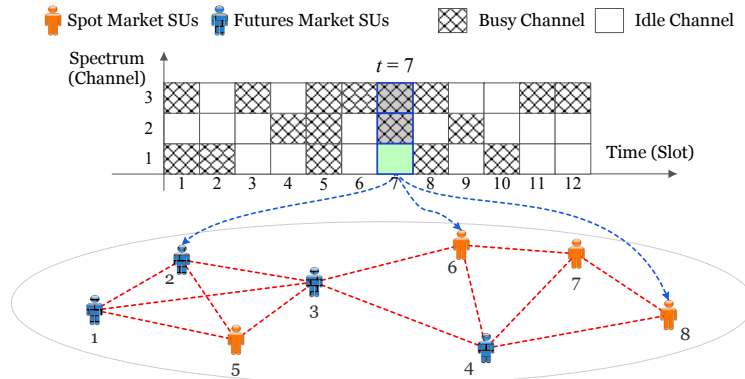 Spot Market SUs Futures Market SUs Busy Channel Idle Channel
Spectrum
(Channel)
t = 7
3
2
1
Time (Slot)
1 2 3 4 5 6 7 8 9 10 11 12
6
2
7
3
1
8
5
4